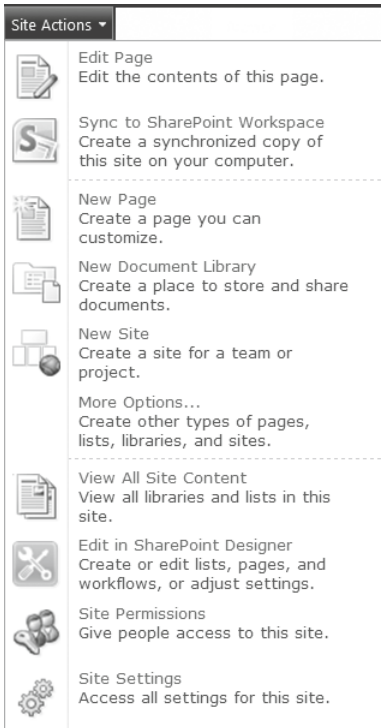 Site Actions
Edit Page
Edit the contents of this page.
Sync to SharePoint Workspace
Create a synchronized copy of
this site on your computer.
New Page
Create a page you can
customize.
New Document Library
Create a place to store and share
documents.
New Site
Create a site for a team or
project.
More Options...
Create other types of pages,
lists, libraries, and sites.
View All Site Content
View all libraries and lists in this
site.
Edit in SharePoint Designer
Create or edit lists, pages, and
workflows, or adjust settings.
Site Permissions
Give people access to this site.
Site Settings
Access all settings for this site.